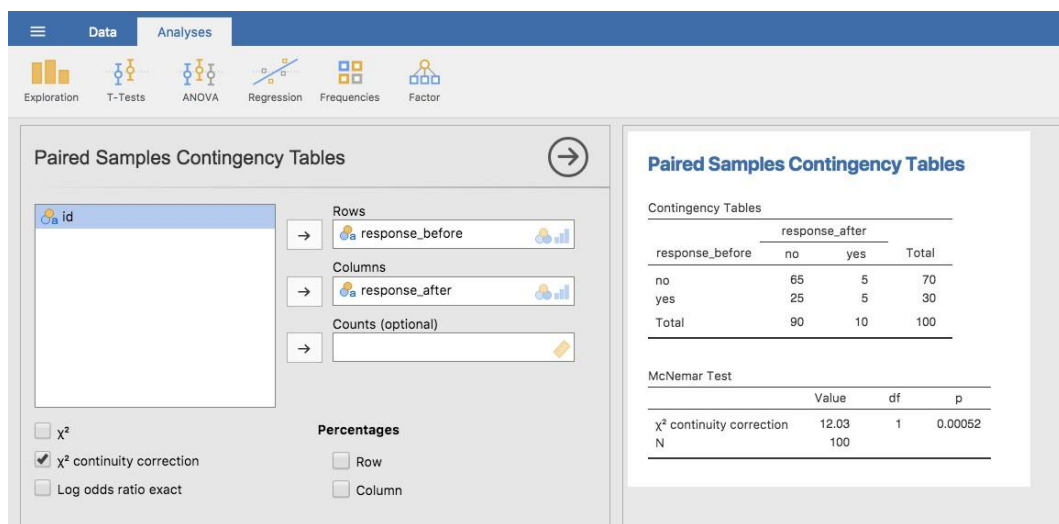 Data Analyses
Exploration T-Tests ANOVA Regression Frequencies Factor
Paired Samples Contingency Tables
a id
Rows
a response_before
Columns
a response_after
Counts (optional)
χ²
χ² continuity correction
Log odds ratio exact
Percentages
Row
Column
Paired Samples Contingency Tables
Contingency Tables
response_after
response_before no yes Total
no 65 5 70
yes 25 5 30
Total 90 10 100
McNemar Test
Value df p
χ² continuity correction 12.03 1 0.00052
N 100